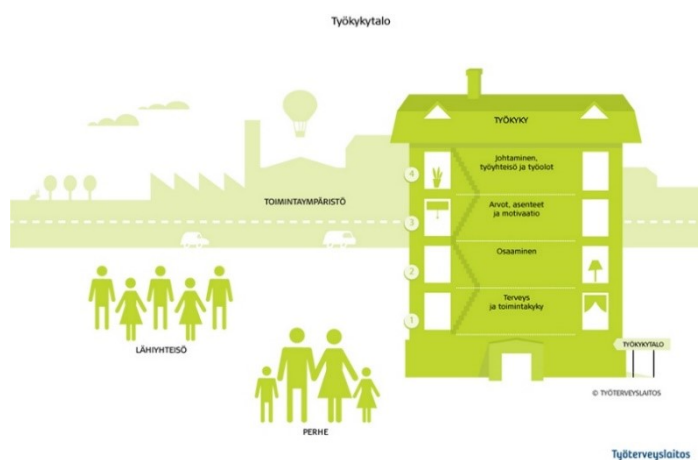 Työkykytalo
TYÖKYKY
4
Johtaminen,
työyhteisö ja työolot
TOIMINTAYMPÄRISTÖ
3
Arvot, asenteet
ja motivaatio
2
Osaaminen
1
Terveys
ja toimintakyky
LÄHIYHTEISÖ
PERHE
TYÖKYKYTALO
© TYÖTERVEYSLAITOS
Työterveyslaitos